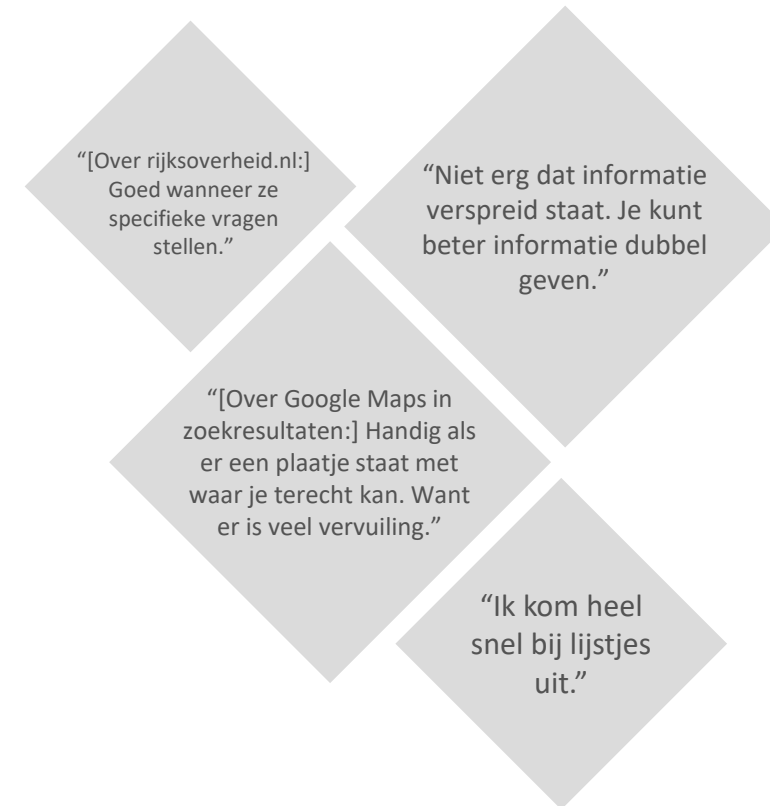 “[Over rijksoverheid.nl:]
Goed wanneer ze
specifieke vragen
stellen.”
“Niet erg dat informatie
verspreid staat. Je kunt
beter informatie dubbel
geven.”
“[Over Google Maps in
zoekresultaten:] Handig als
er een plaatje staat met
waar je terecht kan. Want
er is veel vervuiling.”
“Ik kom heel
snel bij lijstjes
uit.”